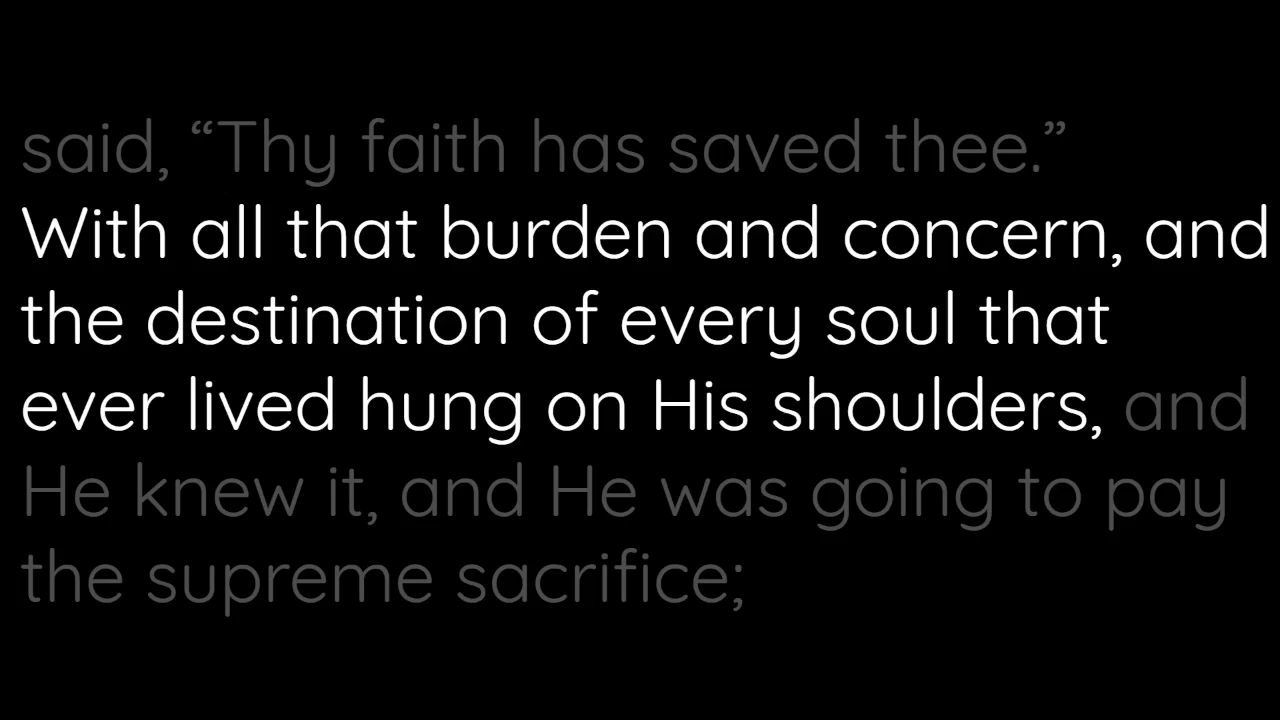 said, “Thy faith has saved thee.”
With all that burden and concern, and
the destination of every soul that
ever lived hung on His shoulders, and
He knew it, and He was going to pay
the supreme sacrifice;